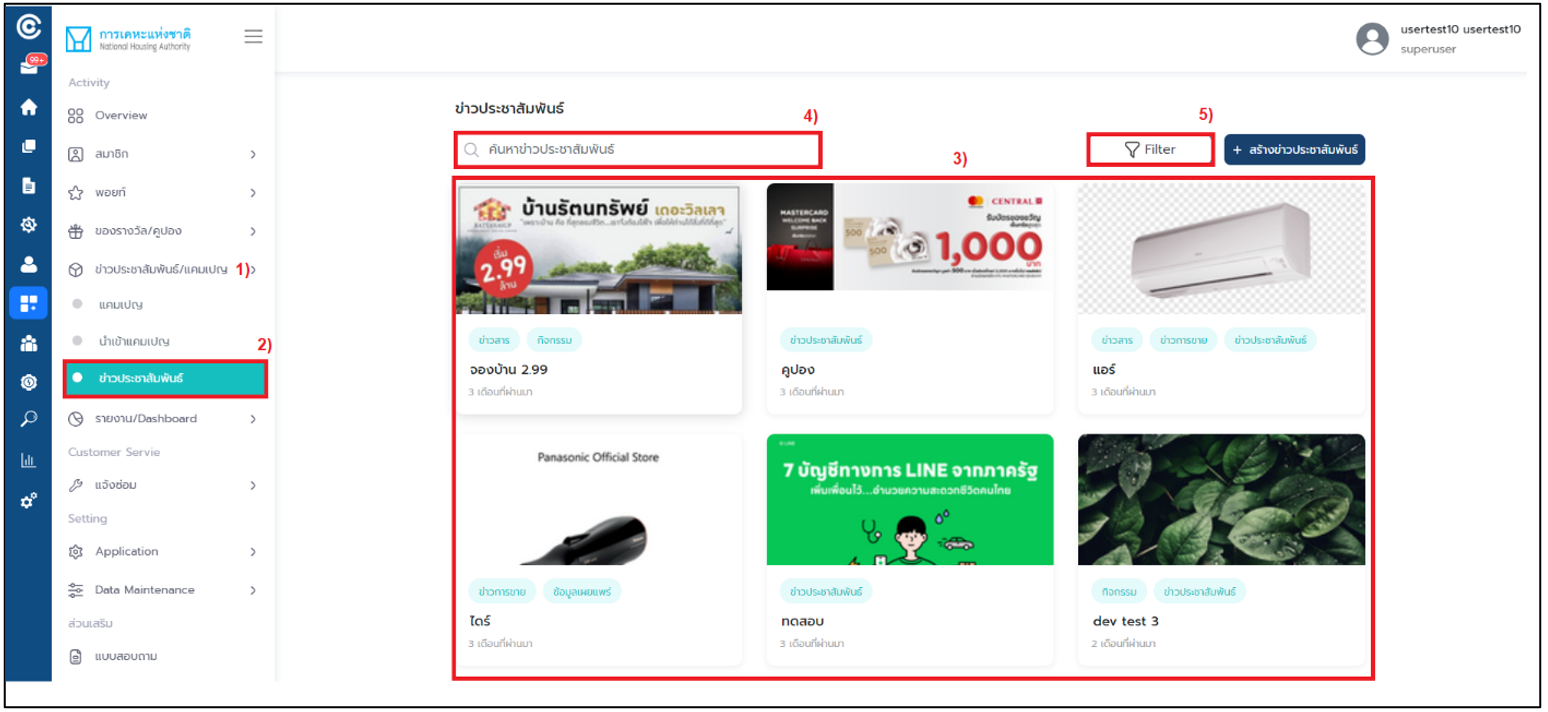 99+
การเคหะแห่งชาติ
National Housing Authority
usertest10 usertest10
superuser
Activity
Overview
สมาชิก
พอยท์
ของรางวัล/คูปอง
ข่าวประชาสัมพันธ์/แคมเปญ 1)
แคมเปญ
นำเข้าแคมเปญ
2)
ข่าวประชาสัมพันธ์
รายงาน/Dashboard
Customer Servie
แจ้งซ่อม
Setting
Application
Data Maintenance
ส่วนเสริม
แบบสอบถาม
ข่าวประชาสัมพันธ์
4)
5)
ค้นหาข่าวประชาสัมพันธ์
3)
Filter
+ สร้างข่าวประชาสัมพันธ์
บ้านรัตนทรัพย์ เดอะวิลเลจ
เริ่ม
2.99
ล้าน
ข่าวสาร กิจกรรม
จองบ้าน 2.99
3 เดือนที่ผ่านมา
MASTERCARD
WELCOME BACK
SURPRISE
CENTRAL
รับบัตรของขวัญ
500
500
1,000
บาท
ข่าวประชาสัมพันธ์
คูปอง
3 เดือนที่ผ่านมา
ข่าวสาร ข่าวการขาย ข่าวประชาสัมพันธ์
แอร์
3 เดือนที่ผ่านมา
Panasonic Official Store
ข่าวการขาย ข้อมูลเผยแพร่
ไดร์
3 เดือนที่ผ่านมา
LINE
7 บัญชีทางการ LINE จากภาครัฐ
เพิ่มเพื่อนไว้...อำนวยความสะดวกชีวิตคนไทย
ข่าวประชาสัมพันธ์
ทดสอบ
3 เดือนที่ผ่านมา
กิจกรรม ข่าวประชาสัมพันธ์
dev test 3
2 เดือนที่ผ่านมา